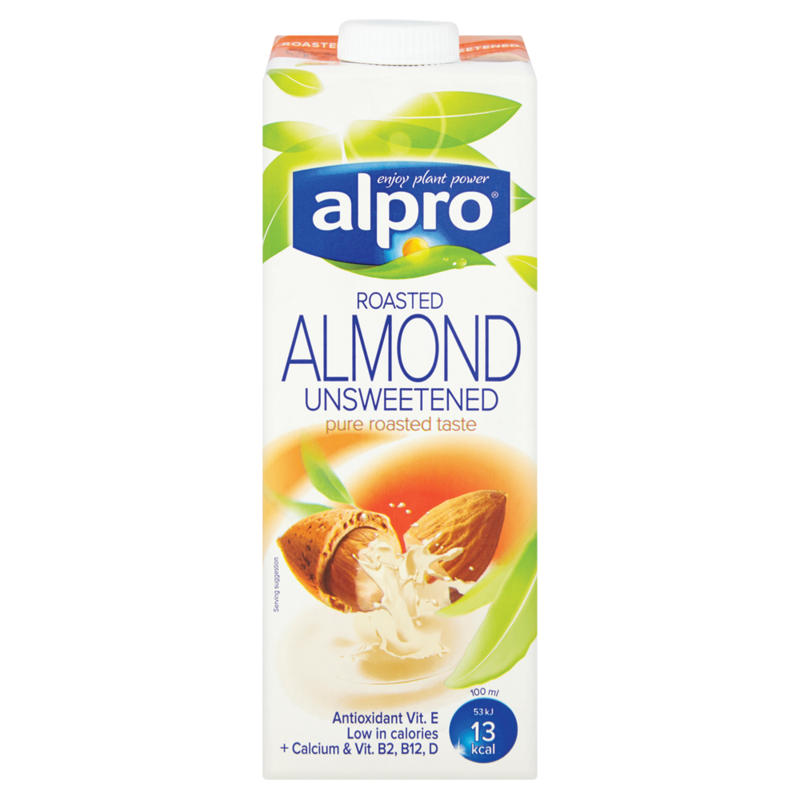 ROASTED
enjoy plant power
alpro®
ROASTED
ALMOND
UNSWEETENED
pure roasted taste
Serving suggestion
100 ml
53 kJ
13
kcal
Antioxidant Vit. E
Low in calories
+ Calcium & Vit. B2, B12, D